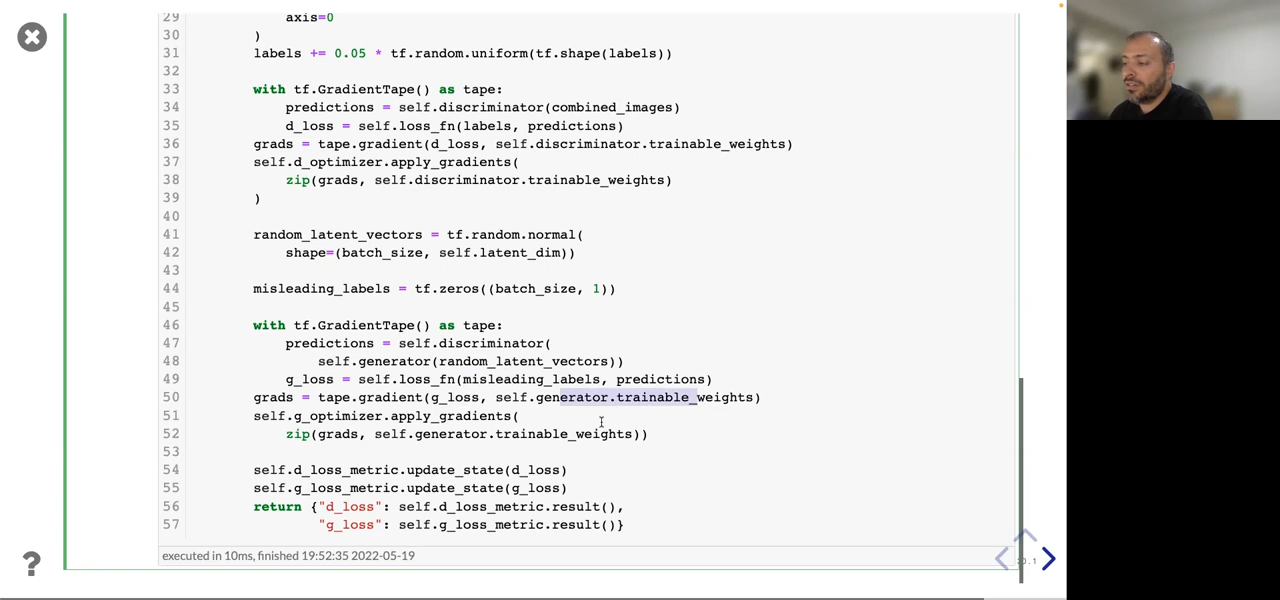 29 axis=0
30 )
31 labels += 0.05 * tf.random.uniform(tf.shape(labels))
32
33 with tf.GradientTape() as tape:
34 predictions = self.discriminator(combined_images)
35 d_loss = self.loss_fn(labels, predictions)
36 grads = tape.gradient(d_loss, self.discriminator.trainable_weights)
37 self.d_optimizer.apply_gradients(
38 zip(grads, self.discriminator.trainable_weights)
39 )
40
41 random_latent_vectors = tf.random.normal(
42 shape=(batch_size, self.latent_dim))
43
44 misleading_labels = tf.zeros((batch_size, 1))
45
46 with tf.GradientTape() as tape:
47 predictions = self.discriminator(
48 self.generator(random_latent_vectors))
49 g_loss = self.loss_fn(misleading_labels, predictions)
50 grads = tape.gradient(g_loss, self.generator.trainable_weights)
51 self.g_optimizer.apply_gradients(
52 zip(grads, self.generator.trainable_weights))
53
54 self.d_loss_metric.update_state(d_loss)
55 self.g_loss_metric.update_state(g_loss)
56 return {"d_loss": self.d_loss_metric.result(),
57 "g_loss": self.g_loss_metric.result()}
executed in 10ms, finished 19:52:35 2022-05-19
?